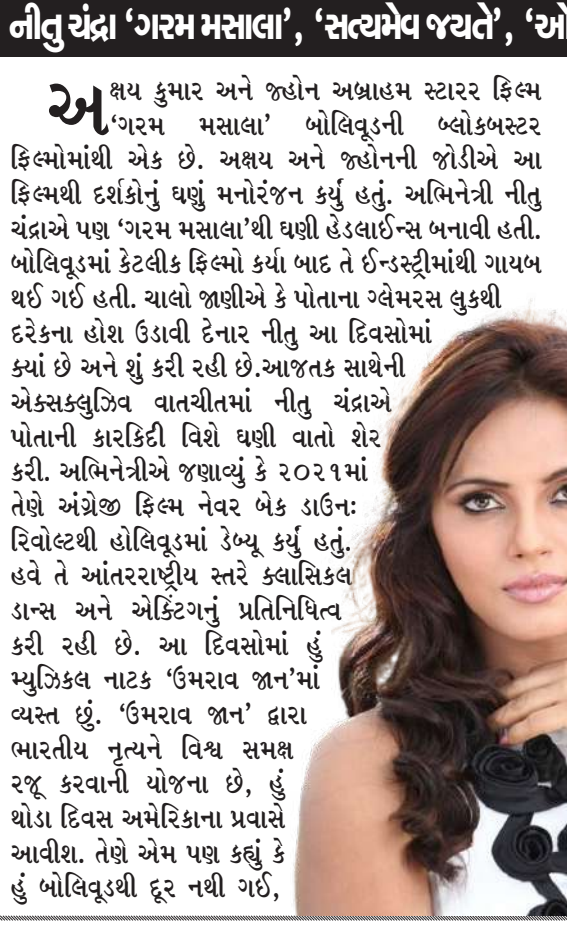 નીતુ ચંદ્રા ‘ગરમ મસાલા’, ‘સત્યમેવ જયતે’, ‘ઓ
અક્ષય કુમાર અને જ્હોન અબ્રાહમ સ્ટારર ફિલ્મ
‘ગરમ મસાલા’ બોલિવૂડની બ્લોકબસ્ટર
ફિલ્મોમાંથી એક છે. અક્ષય અને જ્હોનની જોડીએ આ
ફિલ્મથી દર્શકોનું ઘણું મનોરંજન કર્યું હતું. અભિનેત્રી નીતુ
ચંદ્રાએ પણ ‘ગરમ મસાલા’થી ઘણી હેડલાઈન્સ બનાવી હતી.
બોલિવૂડમાં કેટલીક ફિલ્મો કર્યા બાદ તે ઈન્ડસ્ટ્રીમાંથી ગાયબ
થઈ ગઈ હતી. ચાલો જાણીએ કે પોતાના ગ્લેમરસ લુકથી
દરેકના હોશ ઉડાવી દેનાર નીતુ આ દિવસોમાં
ક્યાં છે અને શું કરી રહી છે.આજતક સાથેની
એક્સક્લુઝિવ વાતચીતમાં નીતુ ચંદ્રાએ
પોતાની કારકિદી વિશે ઘણી વાતો શેર
કરી. અભિનેત્રીએ જણાવ્યું કે ૨૦૨૧માં
તેણે અંગ્રેજી ફિલ્મ નેવર બેક ડાઉનઃ
રિવોલ્ટથી હોલિવૂડમાં ડેબ્યૂ કર્યું હતું.
હવે તે આંતરરાષ્ટ્રીય સ્તરે ક્લાસિકલ
ડાન્સ અને એક્ટિંગનું પ્રતિનિધિત્વ
કરી રહી છે. આ દિવસોમાં હું
મ્યુઝિકલ નાટક ‘ઉમરાવ જાન’માં
વ્યસ્ત છું. ‘ઉમરાવ જાન’ દ્વારા
ભારતીય નૃત્યને વિશ્વ સમક્ષ
રજૂ કરવાની યોજના છે, હું
થોડા દિવસ અમેરિકાના પ્રવાસે
આવીશ. તેણે એમ પણ કહ્યું કે
હું બોલિવૂડથી દૂર નથી ગઈ,